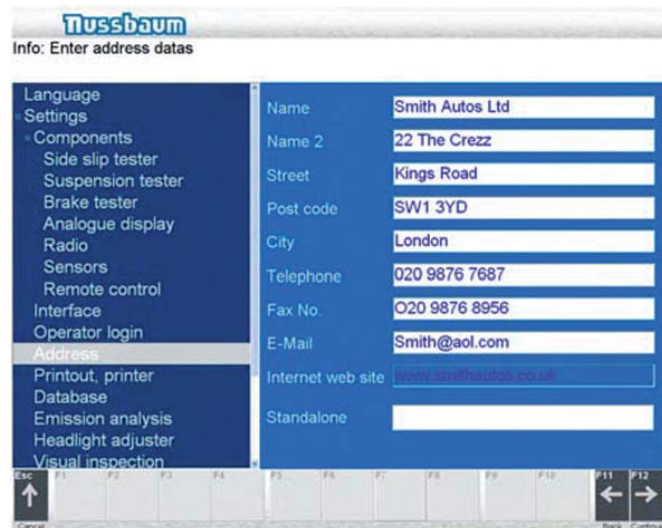 Nussbaum
Info: Enter address datas
Language
Settings
Components
Side slip tester
Suspension tester
Brake tester
Analogue display
Radio
Sensors
Remote control
Interface
Operator login
Address
Printout, printer
Database
Emission analysis
Headlight adjuster
Visual inspection
Name Smith Autos Ltd
Name 2 22 The Crezz
Street Kings Road
Post code SW1 3YD
City London
Telephone 020 9876 7687
Fax No. O20 9876 8956
E-Mail Smith@aol.com
Internet web site www.smithautos.co.uk
Standalone
Esc F1 F2 F3 F4 F5 F6 F7 F8 F9 F10 F11 F12
Cancel Back Continue